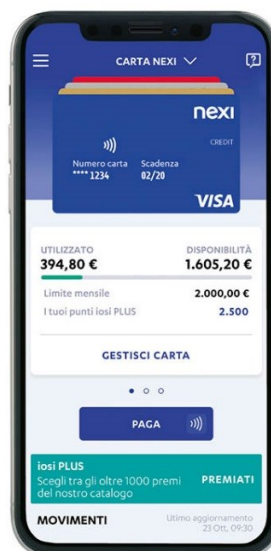 CARTA NEXI
nexi
CREDIT
Numero carta Scadenza
**** 1234 02/20
VISA
UTILIZZATO DISPONIBILITÀ
394,80 € 1.605,20 €
Limite mensile 2.000,00 €
I tuoi punti iosi PLUS 2.500
GESTISCI CARTA
PAGA
iosi PLUS
Scegli tra gli oltre 1000 premi
del nostro catalogo
PREMIATI
MOVIMENTI
Utimo aggiornamento
23 Ott, 09:30